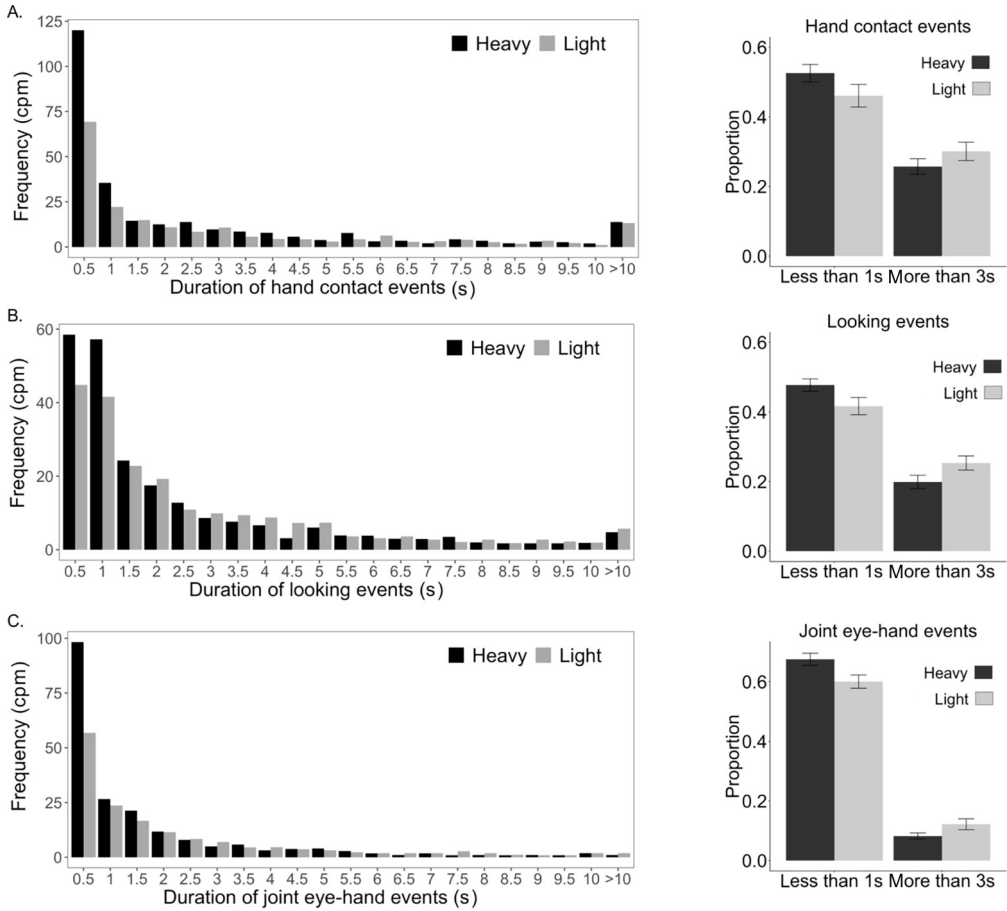 A.
125
100
75
50
25
0
Frequency (cpm)
Heavy Light
0.5 1 1.5 2 2.5 3 3.5 4 4.5 5 5.5 6 6.5 7 7.5 8 8.5 9 9.5 10 >10
Duration of hand contact events (s)
Hand contact events
Heavy
Light
0.6
0.4
0.2
0.0
Proportion
Less than 1s More than 3s
B.
60
40
20
0
Frequency (cpm)
Heavy Light
0.5 1 1.5 2 2.5 3 3.5 4 4.5 5 5.5 6 6.5 7 7.5 8 8.5 9 9.5 10 >10
Duration of looking events (s)
Looking events
Heavy
Light
0.6
0.4
0.2
0.0
Proportion
Less than 1s More than 3s
C.
100
75
50
25
0
Frequency (cpm)
Heavy Light
0.5 1 1.5 2 2.5 3 3.5 4 4.5 5 5.5 6 6.5 7 7.5 8 8.5 9 9.5 10 >10
Duration of joint eye-hand events (s)
Joint eye-hand events
Heavy
Light
0.6
0.4
0.2
0.0
Proportion
Less than 1s More than 3s